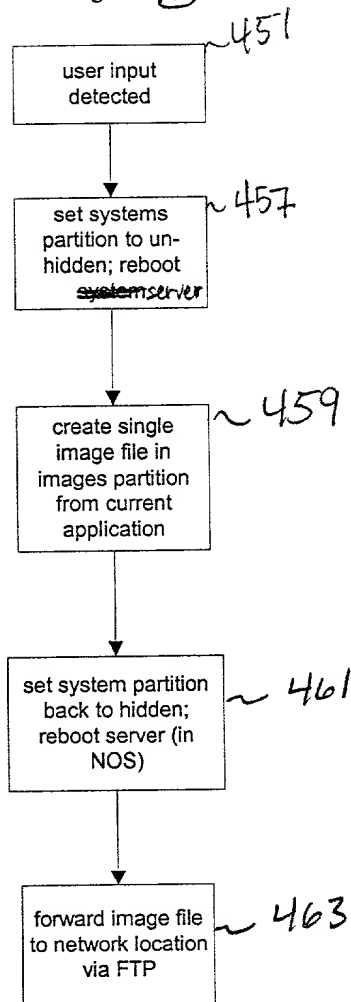 451
user input
detected
457
set systems
partition to un-
hidden; reboot
system server
459
create single
image file in
images partition
from current
application
461
set system partition
back to hidden;
reboot server (in
NOS)
463
forward image file
to network location
via FTP